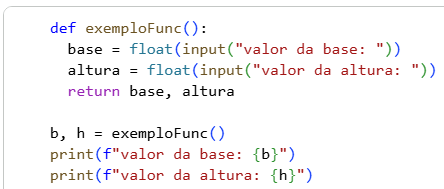 def exemploFunc():
  base = float(input("valor da base: "))
  altura = float(input("valor da altura: "))
  return base, altura

b, h = exemploFunc()
print(f"valor da base: {b}")
print(f"valor da altura: {h}")